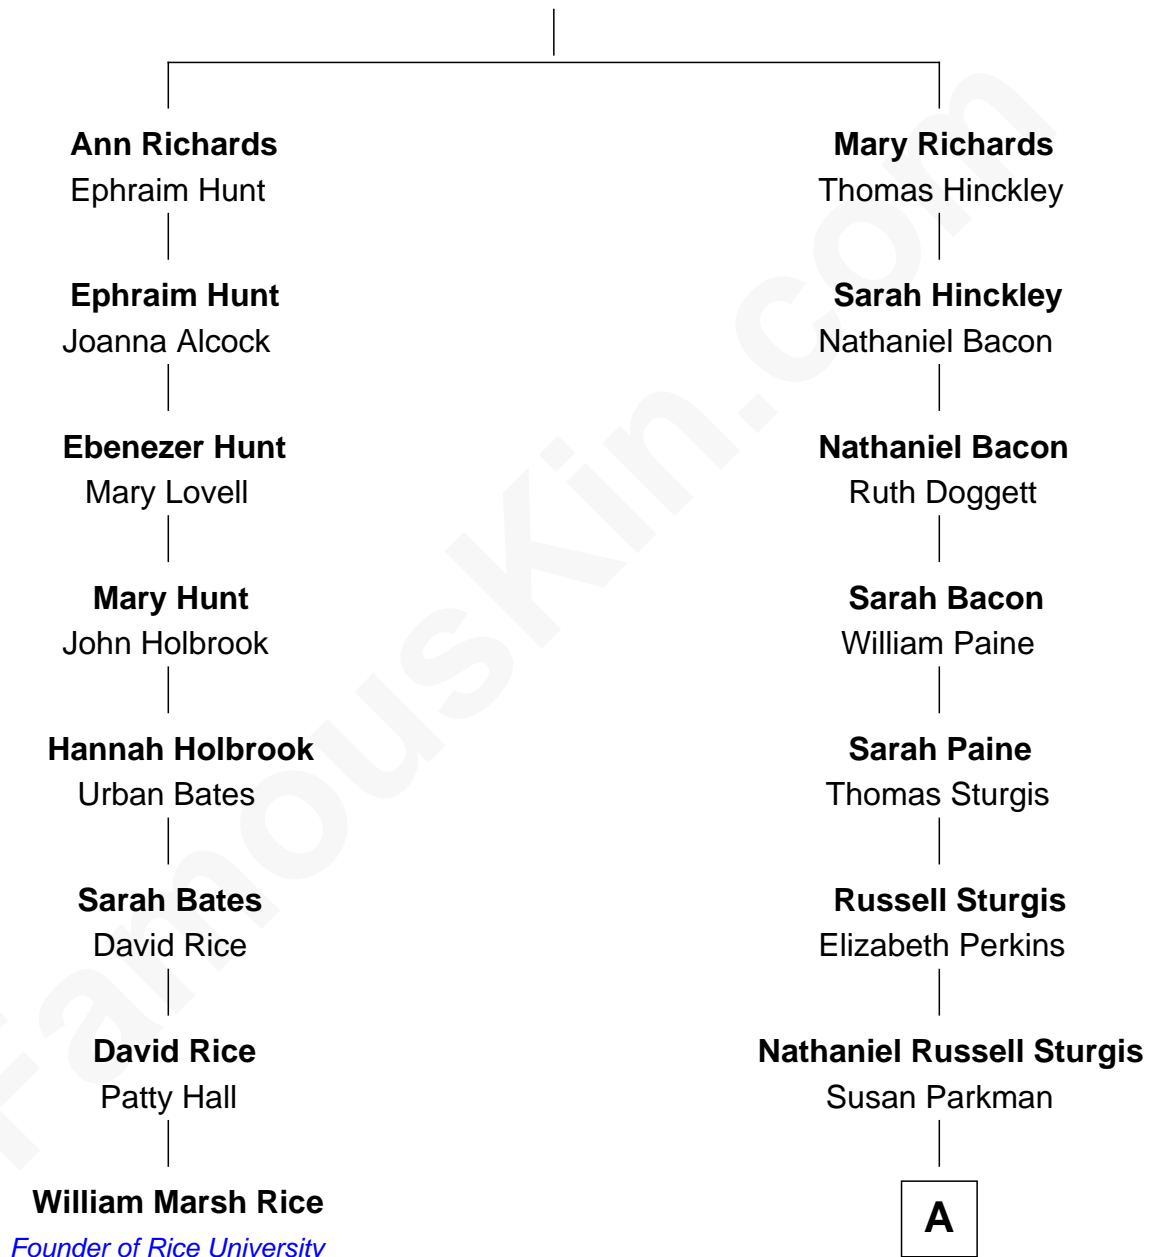 Ann Richards
Ephraim Hunt
Ephraim Hunt
Joanna Alcock
Ebenezer Hunt
Mary Lovell
Mary Hunt
John Holbrook
Hannah Holbrook
Urban Bates
Sarah Bates
David Rice
David Rice
Patty Hall
William Marsh Rice
Founder of Rice University
Mary Richards
Thomas Hinckley
Sarah Hinckley
Nathaniel Bacon
Nathaniel Bacon
Ruth Doggett
Sarah Bacon
William Paine
Sarah Paine
Thomas Sturgis
Russell Sturgis
Elizabeth Perkins
Nathaniel Russell Sturgis
Susan Parkman
A
FamousKin.com